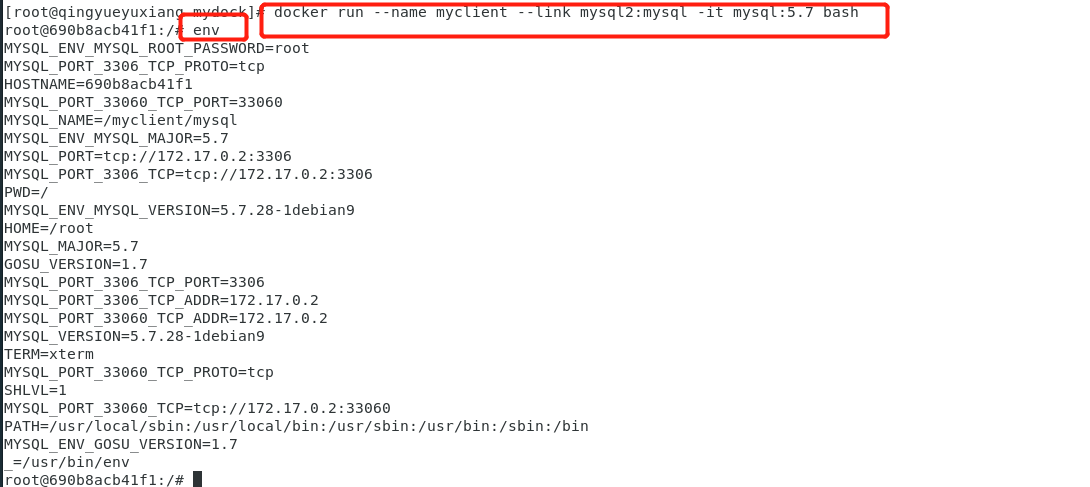 [root@qingyueyuxiang mydock]# docker run --name myclient --link mysql2:mysql -it mysql:5.7 bash
root@690b8acb41f1:/# env
MYSQL_ENV_MYSQL_ROOT_PASSWORD=root
MYSQL_PORT_3306_TCP_PROTO=tcp
HOSTNAME=690b8acb41f1
MYSQL_PORT_33060_TCP_PORT=33060
MYSQL_NAME=/myclient/mysql
MYSQL_ENV_MYSQL_MAJOR=5.7
MYSQL_PORT=tcp://172.17.0.2:3306
MYSQL_PORT_3306_TCP=tcp://172.17.0.2:3306
PWD=/
MYSQL_ENV_MYSQL_VERSION=5.7.28-1debian9
HOME=/root
MYSQL_MAJOR=5.7
GOSU_VERSION=1.7
MYSQL_PORT_3306_TCP_PORT=3306
MYSQL_PORT_3306_TCP_ADDR=172.17.0.2
MYSQL_PORT_33060_TCP_ADDR=172.17.0.2
MYSQL_VERSION=5.7.28-1debian9
TERM=xterm
MYSQL_PORT_33060_TCP_PROTO=tcp
SHLVL=1
MYSQL_PORT_33060_TCP=tcp://172.17.0.2:33060
PATH=/usr/local/sbin:/usr/local/bin:/usr/sbin:/usr/bin:/sbin:/bin
MYSQL_ENV_GOSU_VERSION=1.7
_=/usr/bin/env
root@690b8acb41f1:/#